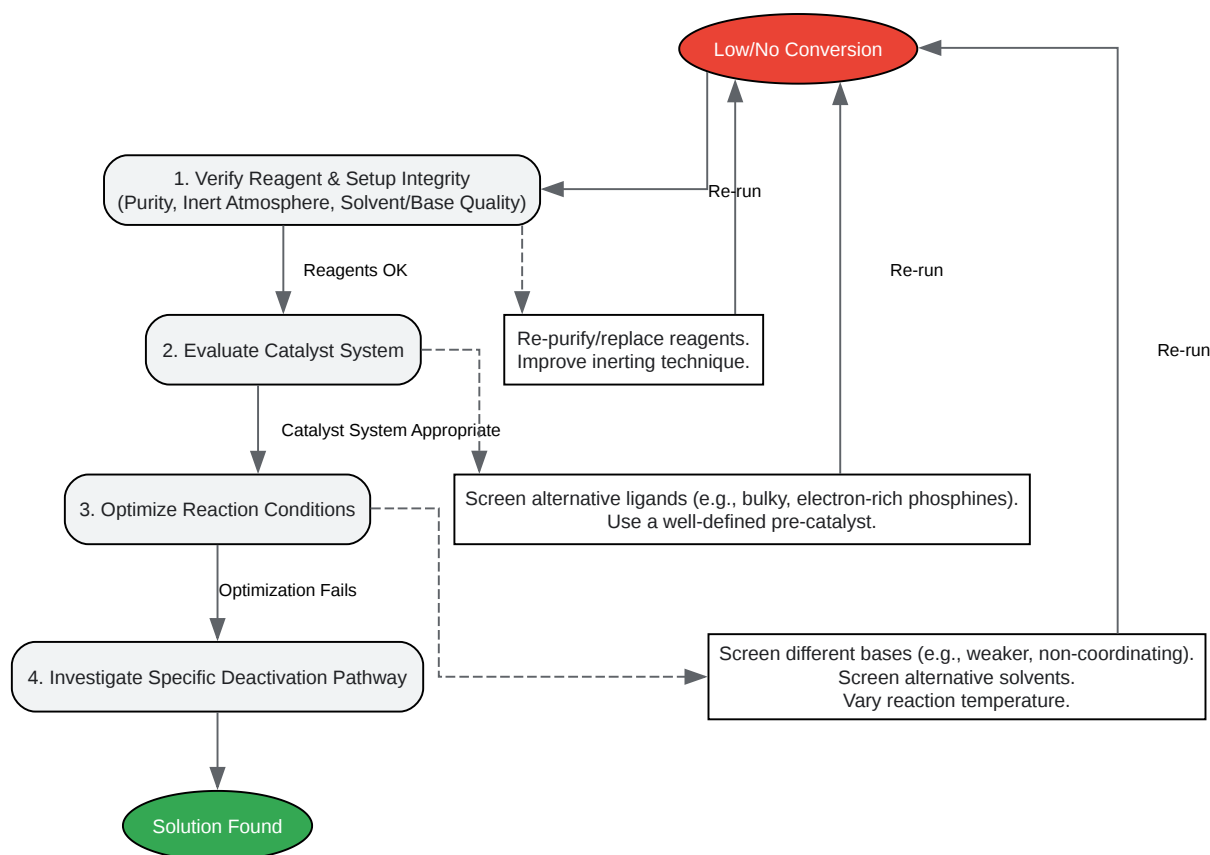 Low/No Conversion
1. Verify Reagent & Setup Integrity
(Purity, Inert Atmosphere, Solvent/Base Quality)
Re-run
Reagents OK
Re-run
2. Evaluate Catalyst System
Re-purify/replace reagents.
Improve inerting technique.
Re-run
Catalyst System Appropriate
3. Optimize Reaction Conditions
Screen alternative ligands (e.g., bulky, electron-rich phosphines).
Use a well-defined pre-catalyst.
Optimization Fails
4. Investigate Specific Deactivation Pathway
Screen different bases (e.g., weaker, non-coordinating).
Screen alternative solvents.
Vary reaction temperature.
Solution Found